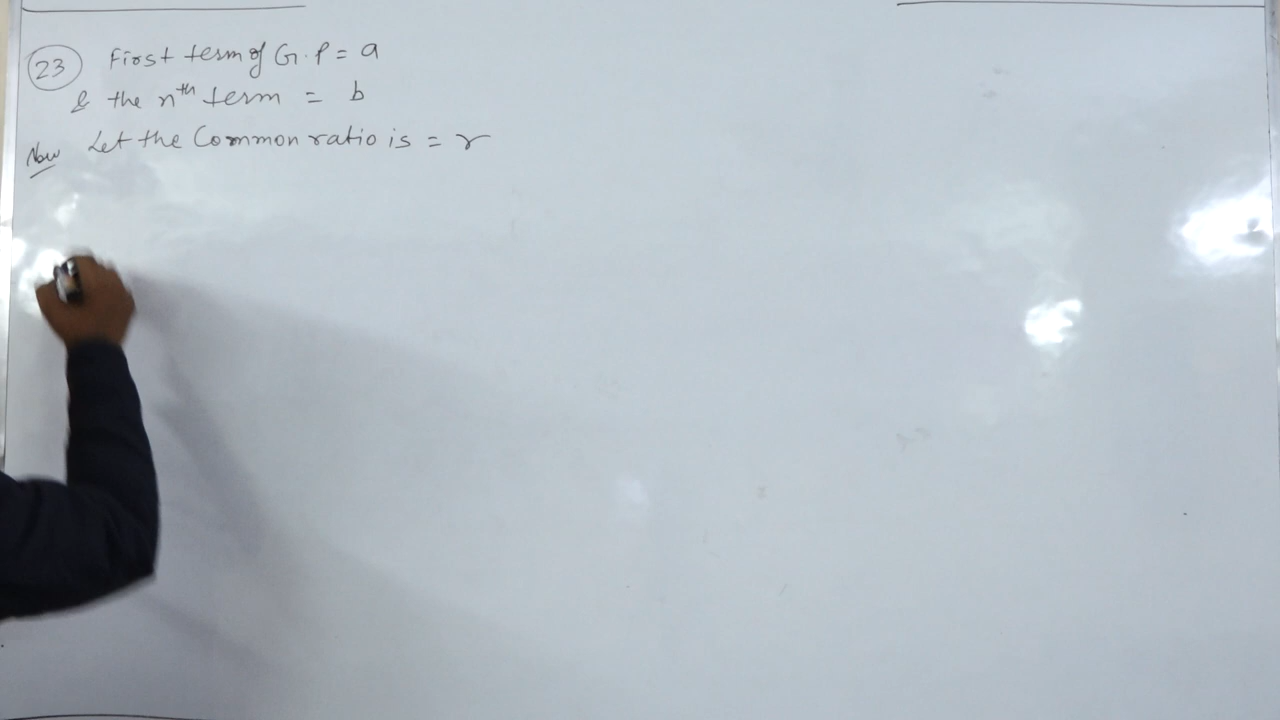 23 First term of G.P = a
& the nth term = b
Now Let the Common ratio is = r